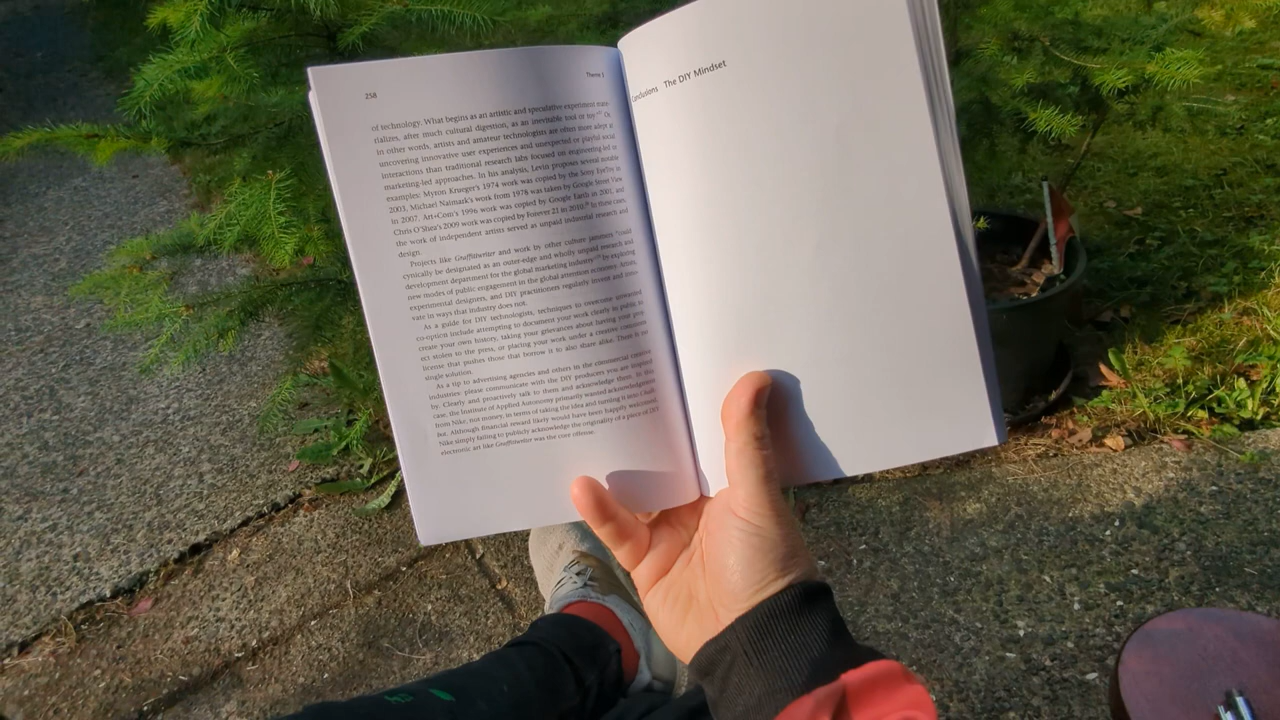 258
Theme 3
of technology. What begins as an artistic and speculative experiment mate-
rializes, after much cultural digestion, as an inevitable tool or toy." Or,
in other words, artists and amateur technologists are often more adept at
uncovering innovative user experiences and unexpected or playful social
interactions than traditional research labs focused on engineering-led or
marketing-led approaches. In his analysis, Levin proposes several notable
examples: Myron Krueger's 1974 work was copied by the Sony EyeToy in
2003, Michael Naimark's work from 1978 was taken by Google Street View
in 2007. Art+Com's 1996 work was copied by Google Earth in 2001, and
Chris O'Shea's 2009 work was copied by Forever 21 in 2010. In these cases,
the work of independent artists served as unpaid industrial research and
design.
Projects like Graffitiwriter and work by other culture jammers "could
cynically be designated as an outer-edge and wholly unpaid research and
development department for the global marketing industry" by exploring
new modes of public engagement in the global attention economy. Artists,
experimental designers, and DIY practitioners regularly invent and inno-
vate in ways that industry does not.
As a guide for DIY technologists, techniques to overcome unwanted
co-option include attempting to document your work clearly in public to
create your own history, taking your grievances about having your proj-
ect stolen to the press, or placing your work under a creative commons
license that pushes those that borrow it to also share alike. There is no
single solution.
As a tip to advertising agencies and others in the commercial creative
industries: please communicate with the DIY producers you are inspired
by. Clearly and proactively talk to them and acknowledge them. In this
case, the Institute of Applied Autonomy primarily wanted acknowledgement
from Nike, not money, in terms of taking the idea and turning it into Chalk-
bot. Although financial reward likely would have been happily welcomed,
Nike simply failing to publicly acknowledge the originality of a piece of DIY
electronic art like Graffitiwriter was the core offense.
Conclusions The DIY Mindset